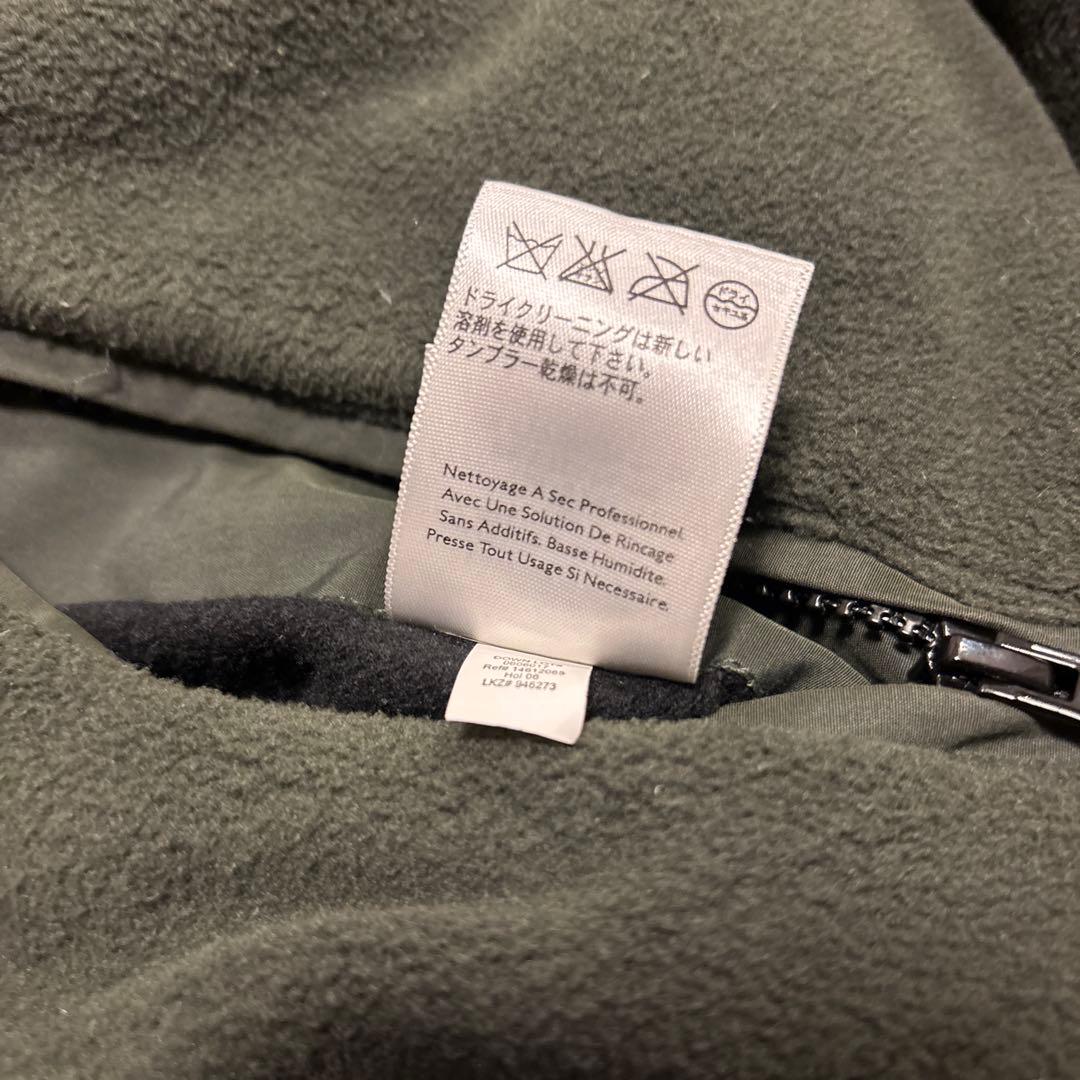 ドライ
セキユ系
ドライクリーニングは新しい
溶剤を使用して下さい。
タンブラー乾燥は不可。
Nettoyage A Sec Professionnel.
Avec Une Solution De Rincage
Sans Additifs. Basse Humidite.
Presse Tout Usage Si Necessaire.
Ref# 14612069
Hol 06
LKZ# 946273